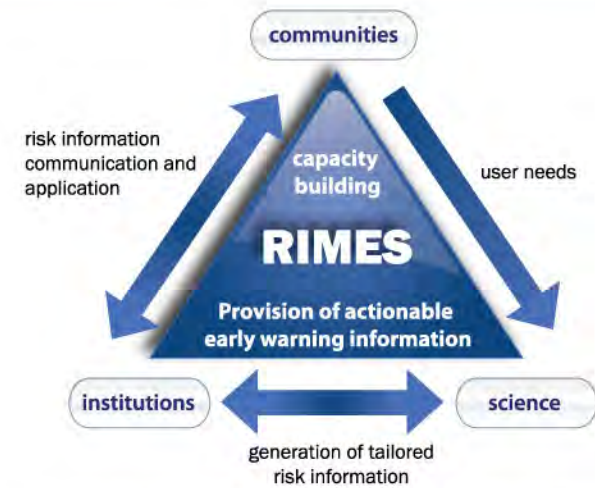 communities
risk information
communication and
application
capacity
building
user needs
RIMES
Provision of actionable
early warning information
institutions
science
generation of tailored
risk information